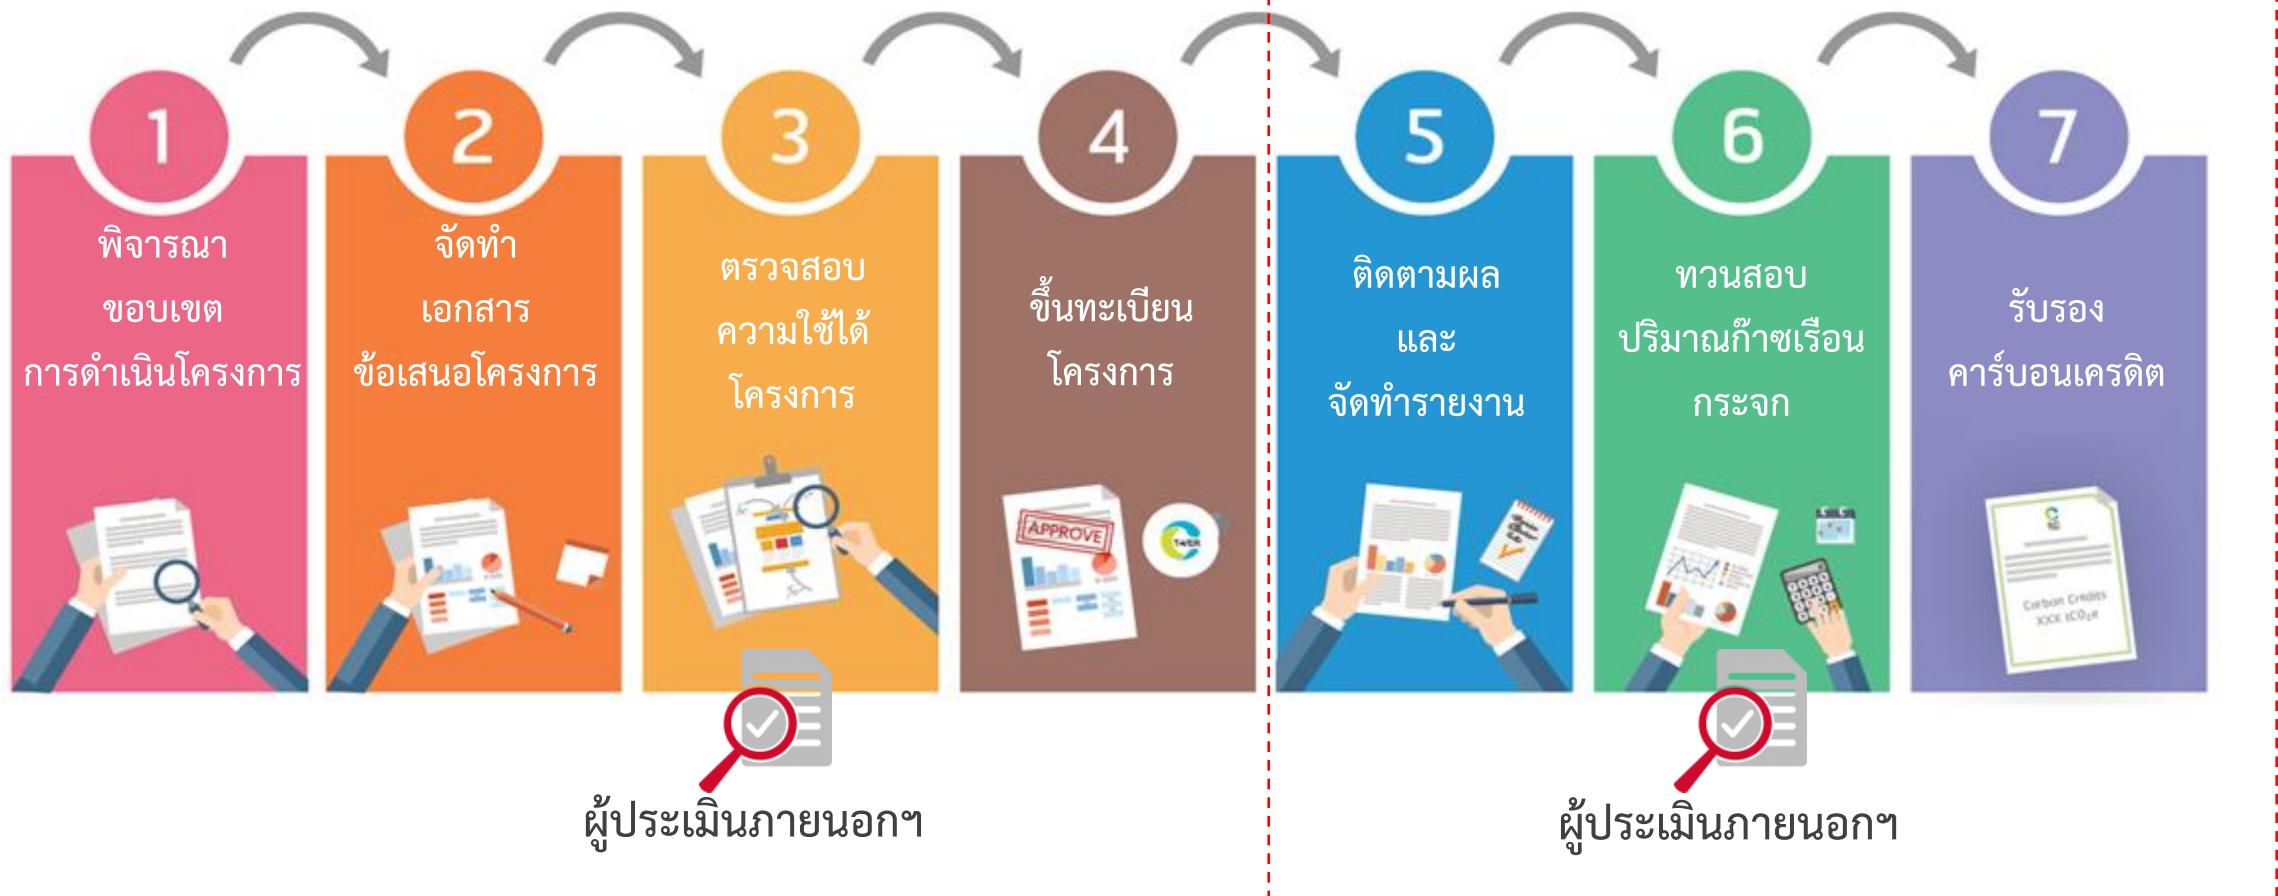 1
พิจารณา
ขอบเขต
การดำเนินโครงการ
2
จัดทำ
เอกสาร
ข้อเสนอโครงการ
3
ตรวจสอบ
ความใช้ได้
โครงการ
4
ขึ้นทะเบียน
โครงการ
APPROVE
T-VER
5
ติดตามผล
และ
จัดทำรายงาน
6
ทวนสอบ
ปริมาณก๊าซเรือน
กระจก
7
รับรอง
คาร์บอนเครดิต
Carbon Credits
XXX tCO₂e
ผู้ประเมินภายนอกฯ
ผู้ประเมินภายนอกฯ